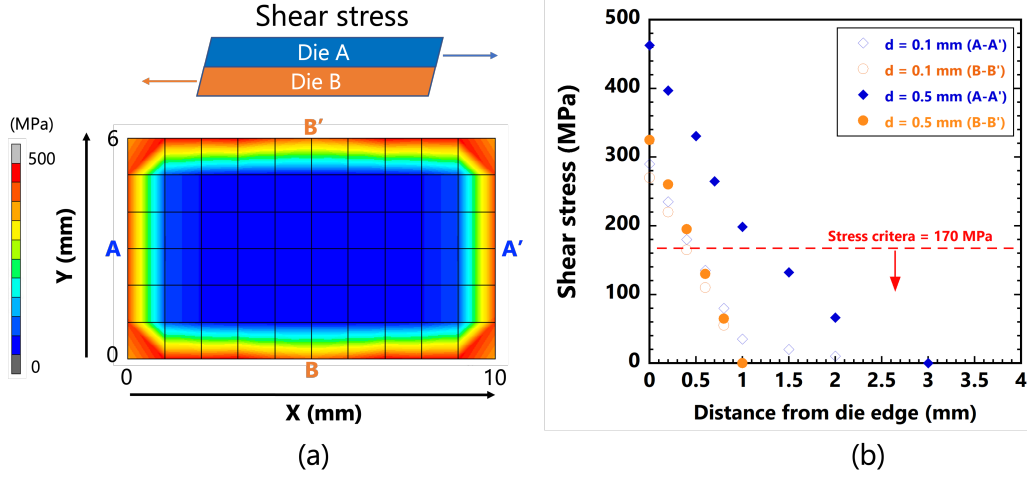 Shear stress
Die A
Die B
(MPa)
500
0
6
0
Y (mm)
A
A’
B’
B
0
10
X (mm)
(a)
500
400
300
200
100
0
Shear stress (MPa)
d = 0.1 mm (A-A')
d = 0.1 mm (B-B')
d = 0.5 mm (A-A')
d = 0.5 mm (B-B')
Stress critera = 170 MPa
0
0.5
1
1.5
2
2.5
3
3.5
4
Distance from die edge (mm)
(b)